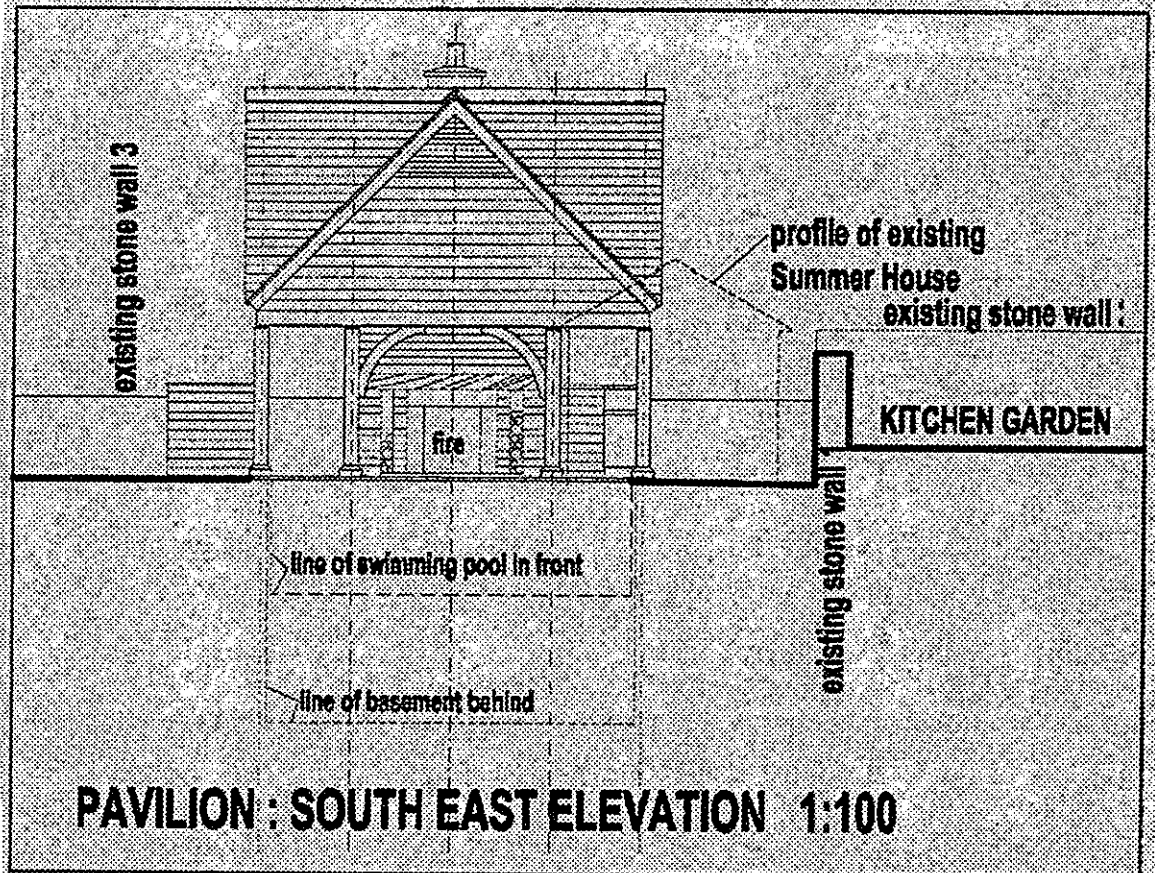 existing stone wall 3
profile of existing
Summer House
existing stone wall
KITCHEN GARDEN
fire
existing stone wall
line of swimming pool in front
line of basement behind
PAVILION : SOUTH EAST ELEVATION 1:100